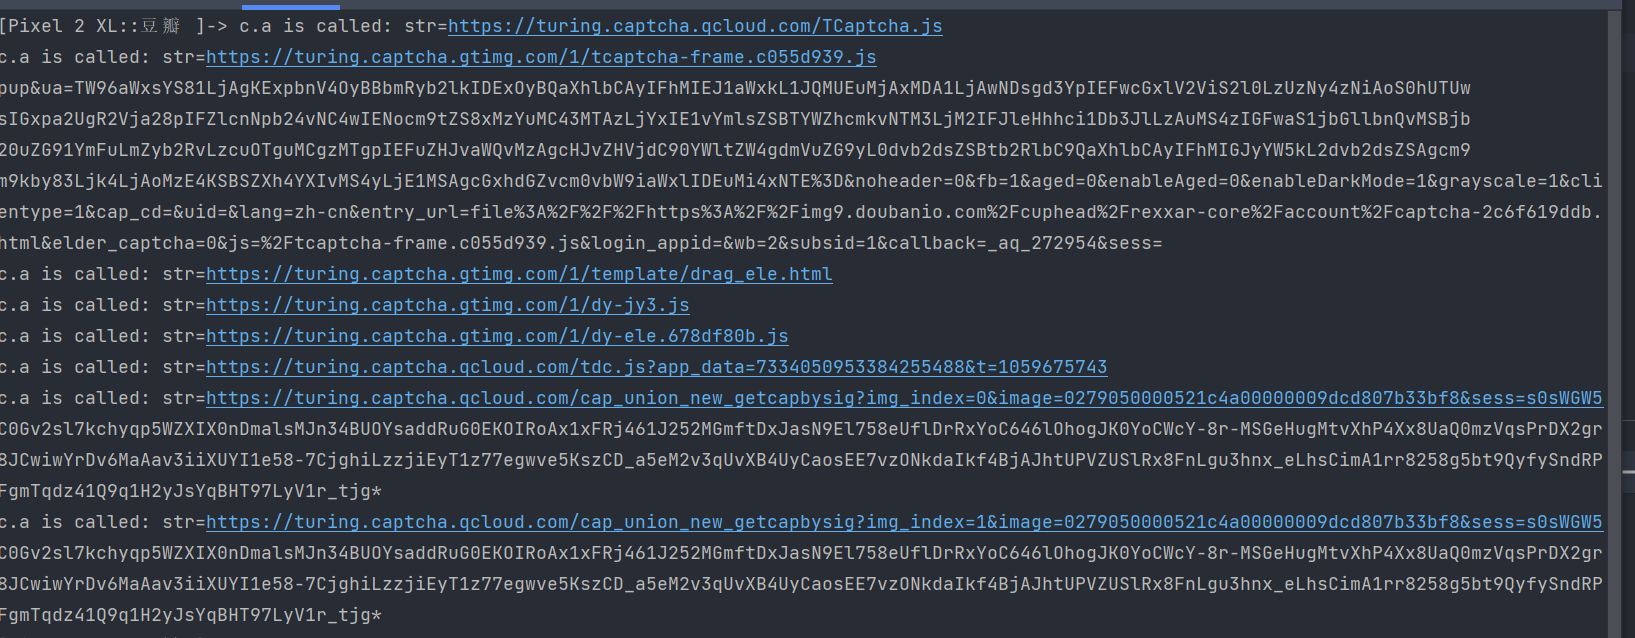 [Pixel 2 XL::豆瓣 ]-> c.a is called: str=https://turing.captcha.qcloud.com/TCaptcha.js
c.a is called: str=https://turing.captcha.gtimg.com/1/tcaptcha-frame.c055d939.js
pup&ua=TW96aWxsYS81LjAgKExpbnV4OyBBbmRyb2lkIDExOyBQaXhlbCAyIFhMIEJ1aWxkL1JQMUEuMjAxMDA1LjAwNDsgd3YpIEFwcGxlV2ViS2l0LzUzNy4zNiAoS0hUTUw
sIGxpa2UgR2Vja28pIFZlcnNpb24vNC4wIENocm9tZS8xMzYuMC43MTAzLjYxIE1vYmlsZSBTYWZhcmkvNTM3LjM2IFJleHhhci1Db3JlLzAuMS4zIGFwaS1jbGllbnQvMSBjb
20uZG91YmFuLmZyb2RvLzcuOTguMCgzMTgpIEFuZHJvaWQvMzAgcHJvZHVjdC90YWltZW4gdmVuZG9yL0dvb2dsZSBtb2RlbC9QaXhlbCAyIFhMIGJyYW5kL2dvb2dsZSAgcm9
m9kby83Ljk4LjAoMzE4KSBSZXh4YXIvMS4yLjE1MSAgcGxhdGZvcm0vbW9iaWxlIDEuMi4xNTE%3D&noheader=0&fb=1&aged=0&enableAged=0&enableDarkMode=1&grayscale=1&cli
entype=1&cap_cd=&uid=&lang=zh-cn&entry_url=file%3A%2F%2F%2Fhttps%3A%2F%2Fimg9.doubanio.com%2Fcuphead%2Frexxar-core%2Faccount%2Fcaptcha-2c6f619ddb.
html&elder_captcha=0&js=%2Ftcaptcha-frame.c055d939.js&login_appid=&wb=2&subsid=1&callback=_aq_272954&sess=
c.a is called: str=https://turing.captcha.gtimg.com/1/template/drag_ele.html
c.a is called: str=https://turing.captcha.gtimg.com/1/dy-jy3.js
c.a is called: str=https://turing.captcha.gtimg.com/1/dy-ele.678df80b.js
c.a is called: str=https://turing.captcha.qcloud.com/tdc.js?app_data=7334050953384255488&t=1059675743
c.a is called: str=https://turing.captcha.qcloud.com/cap_union_new_getcapbysig?img_index=0&image=0279050000521c4a00000009dcd807b33bf8&sess=s0sWGW5
C0Gv2sl7kchyqp5WZXIX0nDmalsMJn34BUOYsaddRuG0EKOIRoAx1xFRj461J252MGmftDxJasN9El758eUflDrRxYoC646lOhogJK0YoCWcY-8r-MSGeHugMtvXhP4Xx8UaQ0mzVqsPrDX2gr
8JCwiwYrDv6MaAav3iiXUYI1e58-7CjghiLzzjiEyT1z77egwve5KszCD_a5eM2v3qUvXB4UyCaosEE7vzONkdaIkf4BjAJhtUPVZUSlRx8FnLgu3hnx_eLhsCimA1rr8258g5bt9QyfySndRP
FgmTqdz41Q9q1H2yJsYqBHT97LyV1r_tjg*
c.a is called: str=https://turing.captcha.qcloud.com/cap_union_new_getcapbysig?img_index=1&image=0279050000521c4a00000009dcd807b33bf8&sess=s0sWGW5
C0Gv2sl7kchyqp5WZXIX0nDmalsMJn34BUOYsaddRuG0EKOIRoAx1xFRj461J252MGmftDxJasN9El758eUflDrRxYoC646lOhogJK0YoCWcY-8r-MSGeHugMtvXhP4Xx8UaQ0mzVqsPrDX2gr
8JCwiwYrDv6MaAav3iiXUYI1e58-7CjghiLzzjiEyT1z77egwve5KszCD_a5eM2v3qUvXB4UyCaosEE7vzONkdaIkf4BjAJhtUPVZUSlRx8FnLgu3hnx_eLhsCimA1rr8258g5bt9QyfySndRP
FgmTqdz41Q9q1H2yJsYqBHT97LyV1r_tjg*